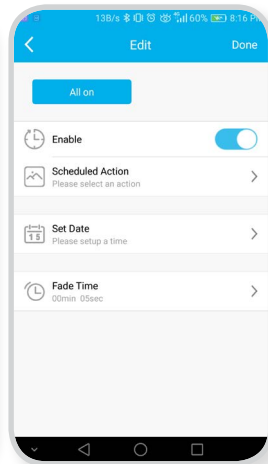 13B/s 60% 8:16 P
Edit
Done
All on
Enable
Scheduled Action
Please select an action
Set Date
15
Please setup a time
Fade Time
00min 05sec